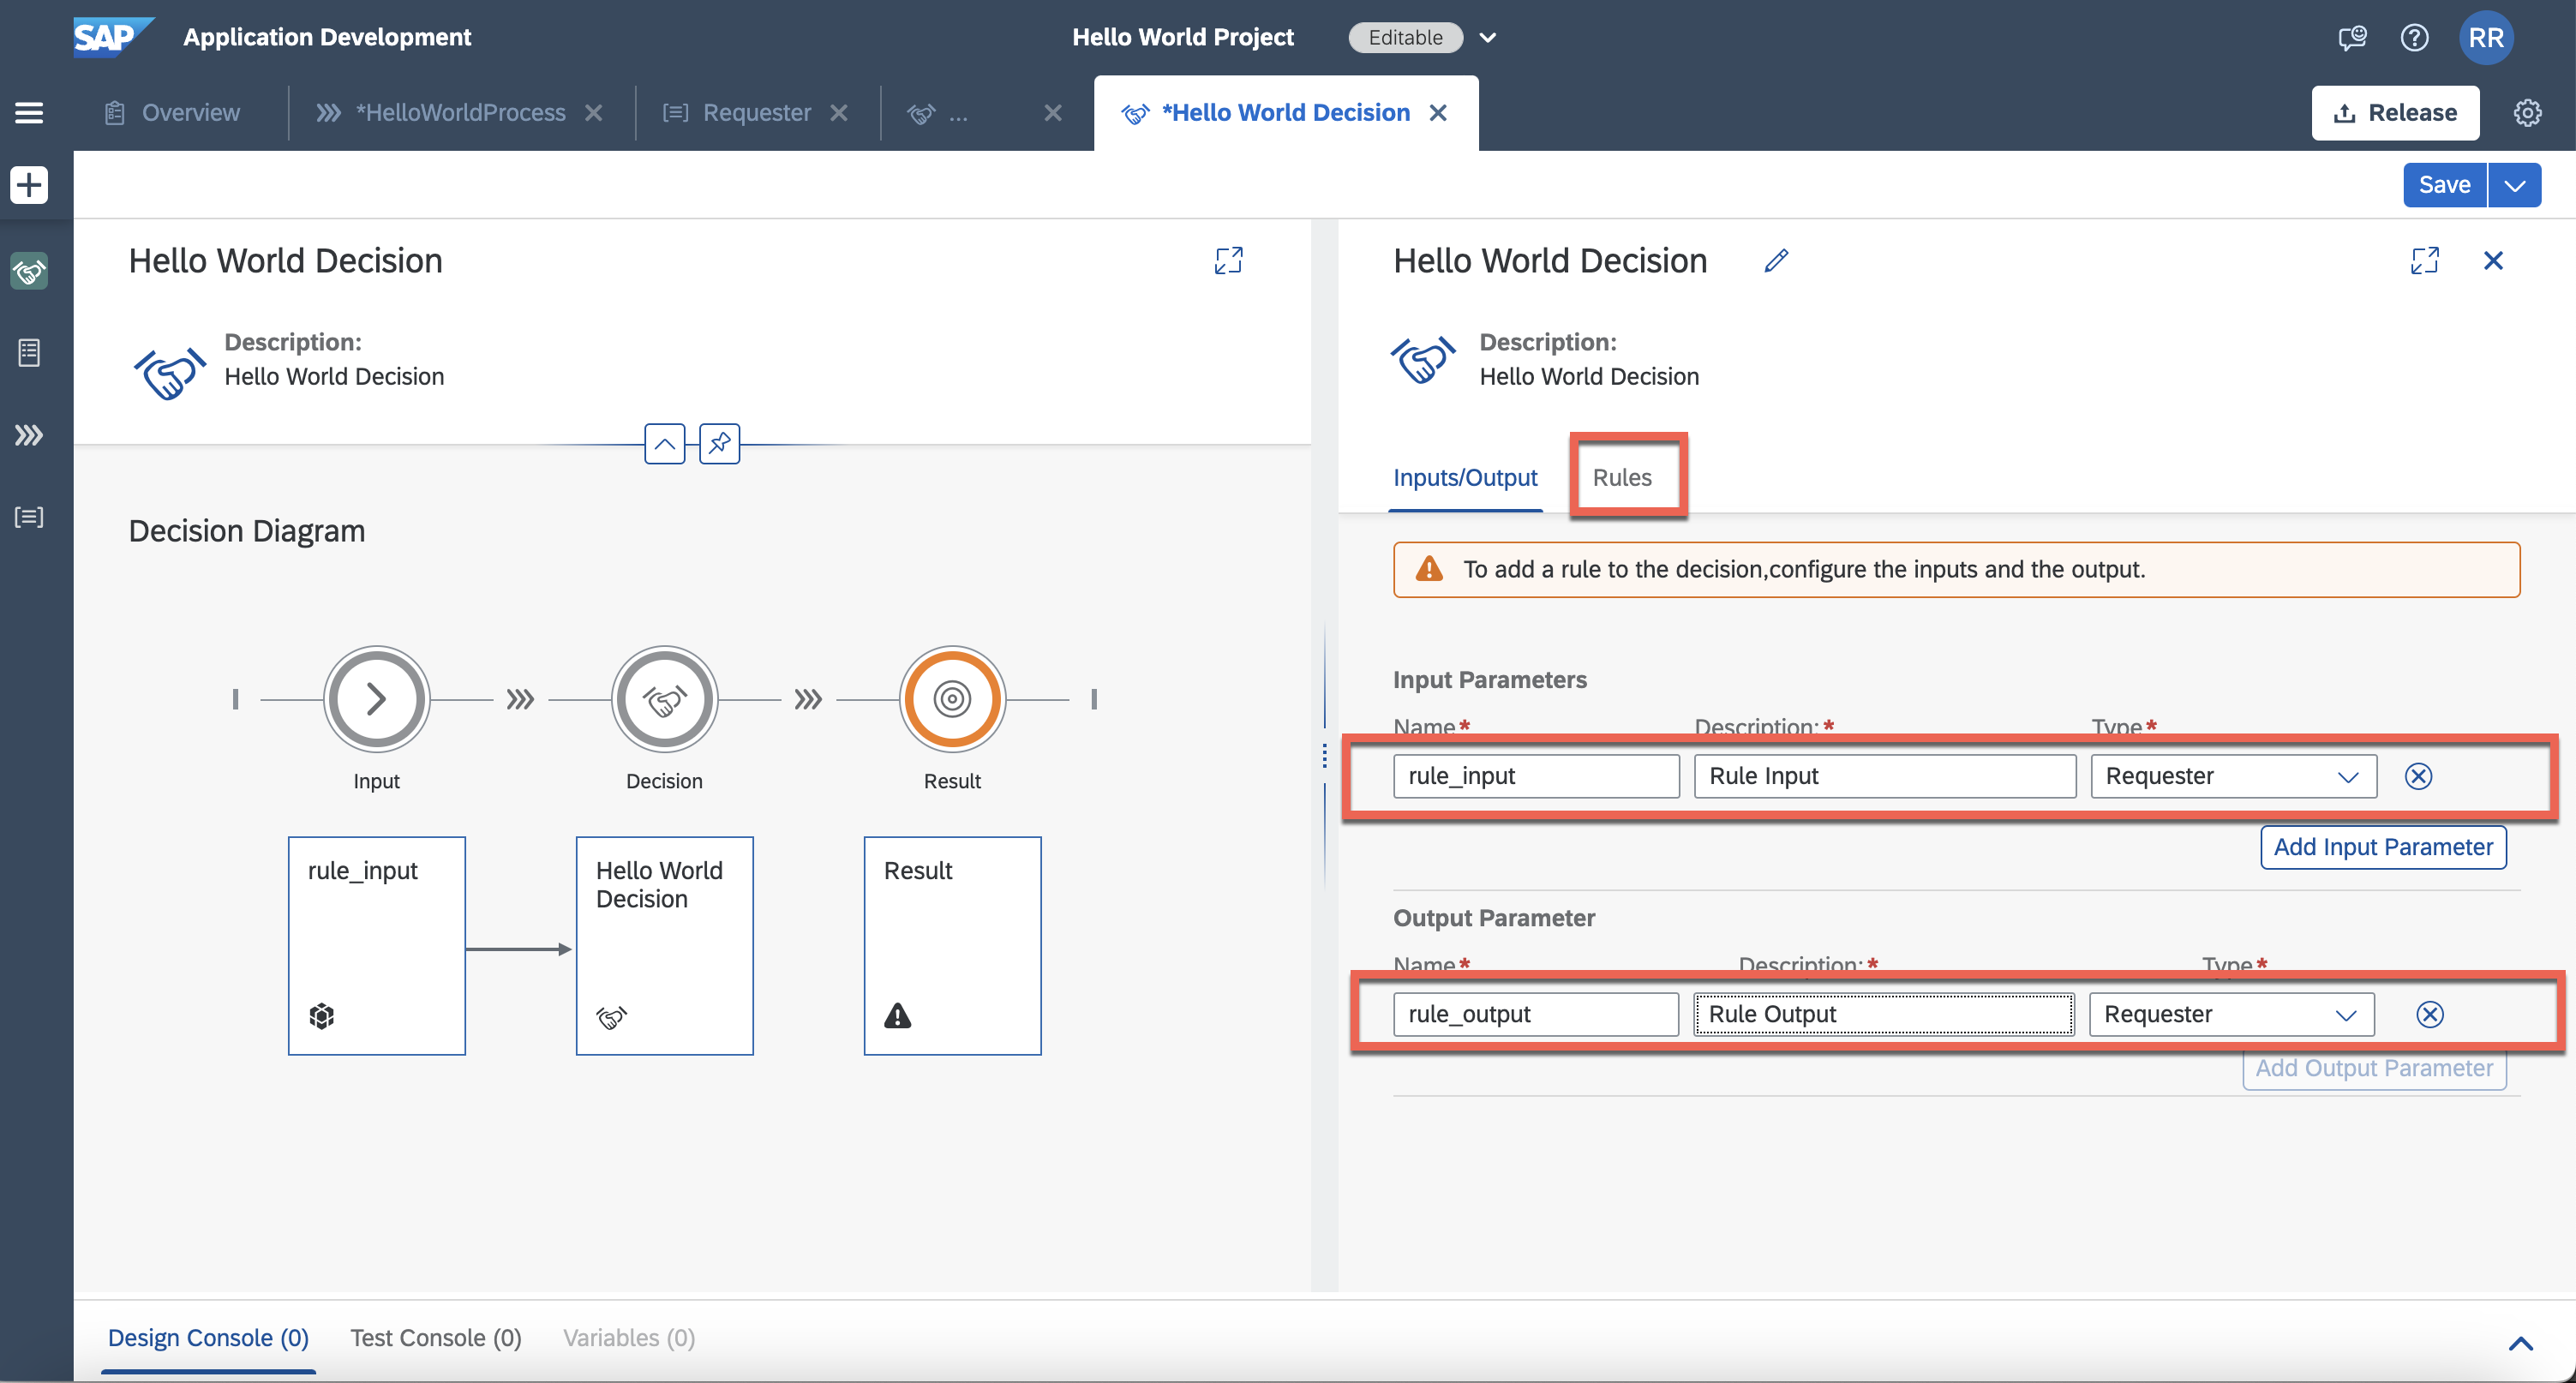 SAP Application Development Hello World Project Editable RR
Overview *HelloWorldProcess Requester ... *Hello World Decision Release
Save
Hello World Decision
Description:
Hello World Decision
Decision Diagram
Input Decision Result
rule_input
Hello World
Decision
Result
Hello World Decision
Description:
Hello World Decision
Inputs/Output Rules
To add a rule to the decision,configure the inputs and the output.
Input Parameters
Name* Description:* Type*
rule_input Rule Input Requester
Add Input Parameter
Output Parameter
Name* Description:* Type*
rule_output Rule Output Requester
Add Output Parameter
Design Console (0) Test Console (0) Variables (0)